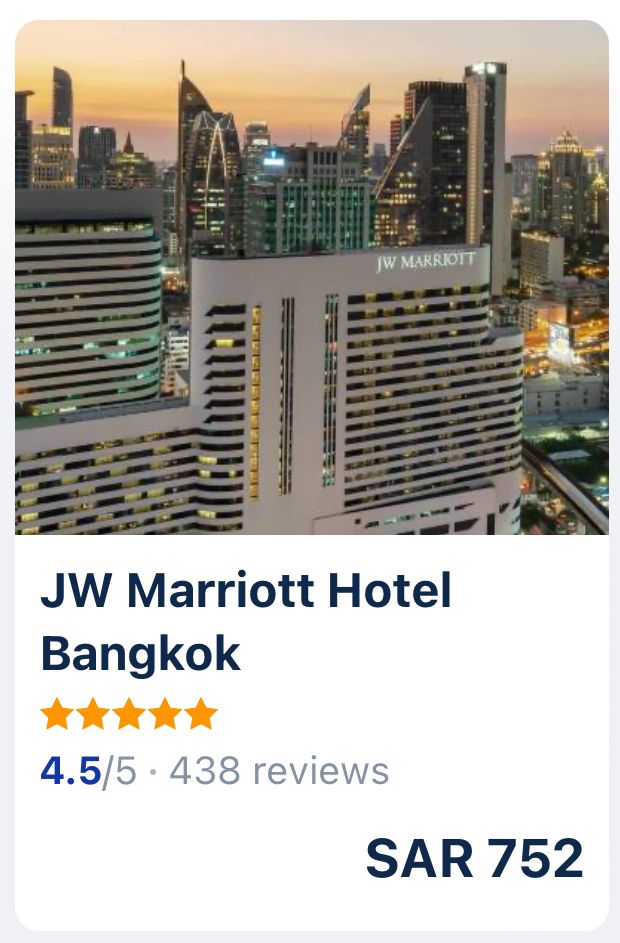 JW MARRIOTT
JW Marriott Hotel
Bangkok
4.5/5 · 438 reviews
SAR 752